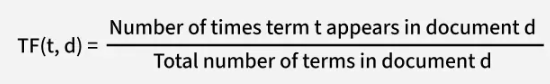 Number of times term t appears in document d
TF(t, d) =
Total number of terms in document d